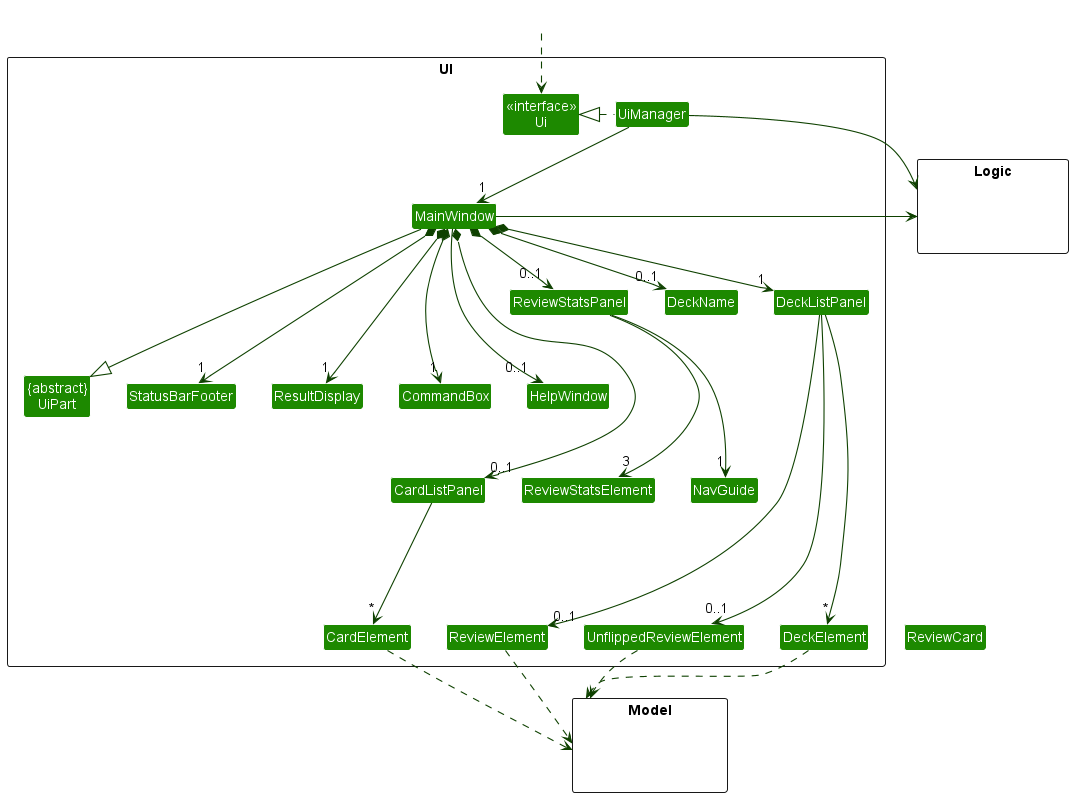 UI
«interface»
Ui
UiManager
Logic
1
MainWindow
0..1
0..1
1
ReviewStatsPanel
DeckName
DeckListPanel
1
1
1
0..1
{abstract}
UiPart
StatusBarFooter
ResultDisplay
CommandBox
HelpWindow
0..1
3
1
CardListPanel
ReviewStatsElement
NavGuide
*
0..1
0..1
*
CardElement
ReviewElement
UnflippedReviewElement
DeckElement
ReviewCard
Model